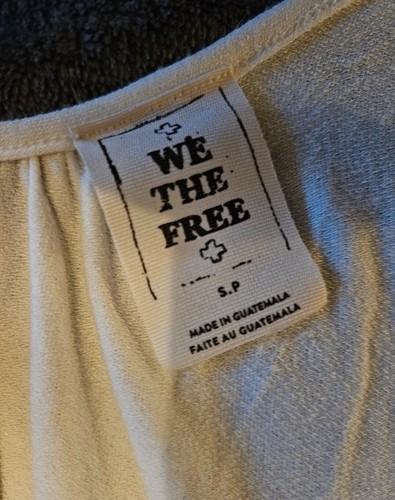 WE
THE
FREE
S.P
MADE IN GUATEMALA
FAITE AU GUATEMALA